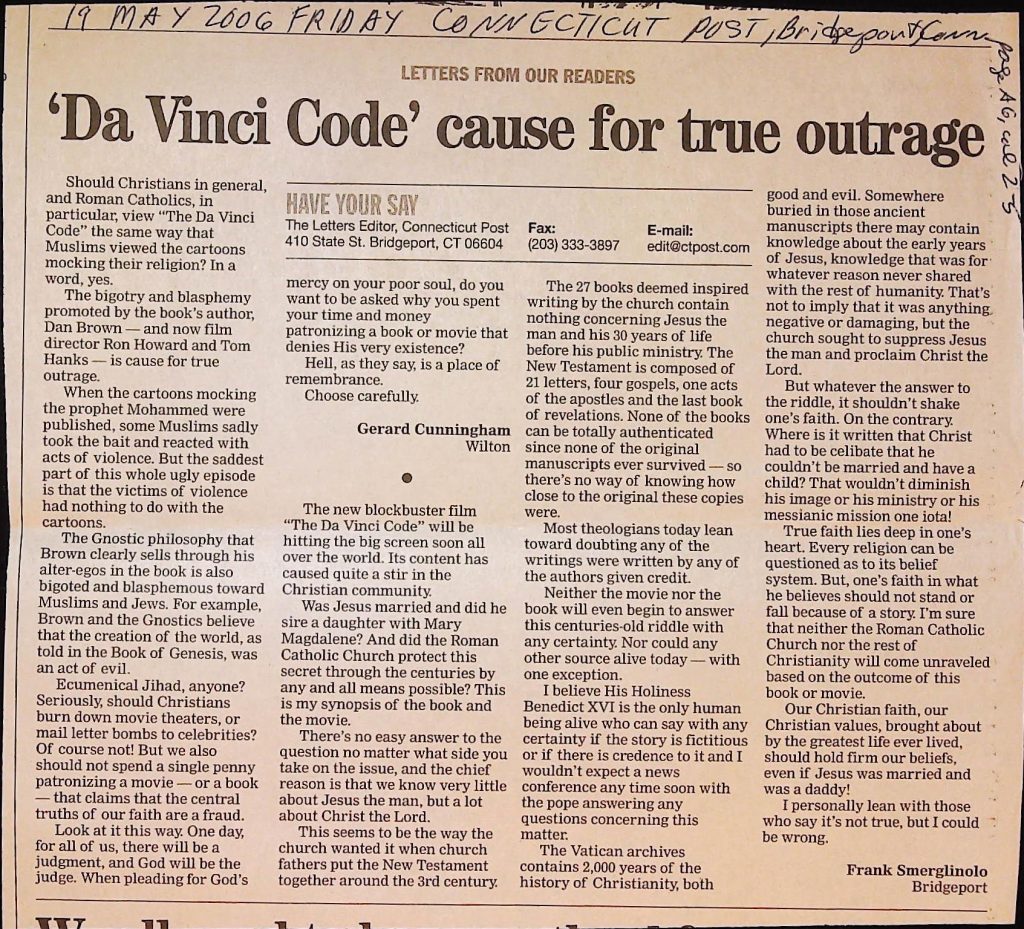 19 MAY 2006 FRIDAY CONNECTICUT POST, Bridgeport, Conn
page A6, col 2-5
LETTERS FROM OUR READERS
'Da Vinci Code' cause for true outrage
Should Christians in general,
and Roman Catholics, in
particular, view "The Da Vinci
Code" the same way that
Muslims viewed the cartoons
mocking their religion? In a
word, yes.
The bigotry and blasphemy
promoted by the book's author,
Dan Brown — and now film
director Ron Howard and Tom
Hanks — is cause for true
outrage.
When the cartoons mocking
the prophet Mohammed were
published, some Muslims sadly
took the bait and reacted with
acts of violence. But the saddest
part of this whole ugly episode
is that the victims of violence
had nothing to do with the
cartoons.
The Gnostic philosophy that
Brown clearly sells through his
alter-egos in the book is also
bigoted and blasphemous toward
Muslims and Jews. For example,
Brown and the Gnostics believe
that the creation of the world, as
told in the Book of Genesis, was
an act of evil.
Ecumenical Jihad, anyone?
Seriously, should Christians
burn down movie theaters, or
mail letter bombs to celebrities?
Of course not! But we also
should not spend a single penny
patronizing a movie — or a book
— that claims that the central
truths of our faith are a fraud.
Look at it this way. One day,
for all of us, there will be a
judgment, and God will be the
judge. When pleading for God's
HAVE YOUR SAY
The Letters Editor, Connecticut Post
410 State St. Bridgeport, CT 06604
Fax:
(203) 333-3897
E-mail:
edit@ctpost.com
mercy on your poor soul, do you
want to be asked why you spent
your time and money
patronizing a book or movie that
denies His very existence?
Hell, as they say, is a place of
remembrance.
Choose carefully.
Gerard Cunningham
Wilton
The new blockbuster film
"The Da Vinci Code" will be
hitting the big screen soon all
over the world. Its content has
caused quite a stir in the
Christian community.
Was Jesus married and did he
sire a daughter with Mary
Magdalene? And did the Roman
Catholic Church protect this
secret through the centuries by
any and all means possible? This
is my synopsis of the book and
the movie.
There's no easy answer to the
question no matter what side you
take on the issue, and the chief
reason is that we know very little
about Jesus the man, but a lot
about Christ the Lord.
This seems to be the way the
church wanted it when church
fathers put the New Testament
together around the 3rd century.
The 27 books deemed inspired
writing by the church contain
nothing concerning Jesus the
man and his 30 years of life
before his public ministry. The
New Testament is composed of
21 letters, four gospels, one acts
of the apostles and the last book
of revelations. None of the books
can be totally authenticated
since none of the original
manuscripts ever survived — so
there's no way of knowing how
close to the original these copies
were.
Most theologians today lean
toward doubting any of the
writings were written by any of
the authors given credit.
Neither the movie nor the
book will even begin to answer
this centuries-old riddle with
any certainty. Nor could any
other source alive today — with
one exception.
I believe His Holiness
Benedict XVI is the only human
being alive who can say with any
certainty if the story is fictitious
or if there is credence to it and I
wouldn't expect a news
conference any time soon with
the pope answering any
questions concerning this
matter.
The Vatican archives
contains 2,000 years of the
history of Christianity, both
good and evil. Somewhere
buried in those ancient
manuscripts there may contain
knowledge about the early years
of Jesus, knowledge that was for
whatever reason never shared
with the rest of humanity. That's
not to imply that it was anything
negative or damaging, but the
church sought to suppress Jesus
the man and proclaim Christ the
Lord.
But whatever the answer to
the riddle, it shouldn't shake
one's faith. On the contrary.
Where is it written that Christ
had to be celibate that he
couldn't be married and have a
child? That wouldn't diminish
his image or his ministry or his
messianic mission one iota!
True faith lies deep in one's
heart. Every religion can be
questioned as to its belief
system. But, one's faith in what
he believes should not stand or
fall because of a story. I'm sure
that neither the Roman Catholic
Church nor the rest of
Christianity will come unraveled
based on the outcome of this
book or movie.
Our Christian faith, our
Christian values, brought about
by the greatest life ever lived,
should hold firm our beliefs,
even if Jesus was married and
was a daddy!
I personally lean with those
who say it's not true, but I could
be wrong.
Frank Smerglinolo
Bridgeport